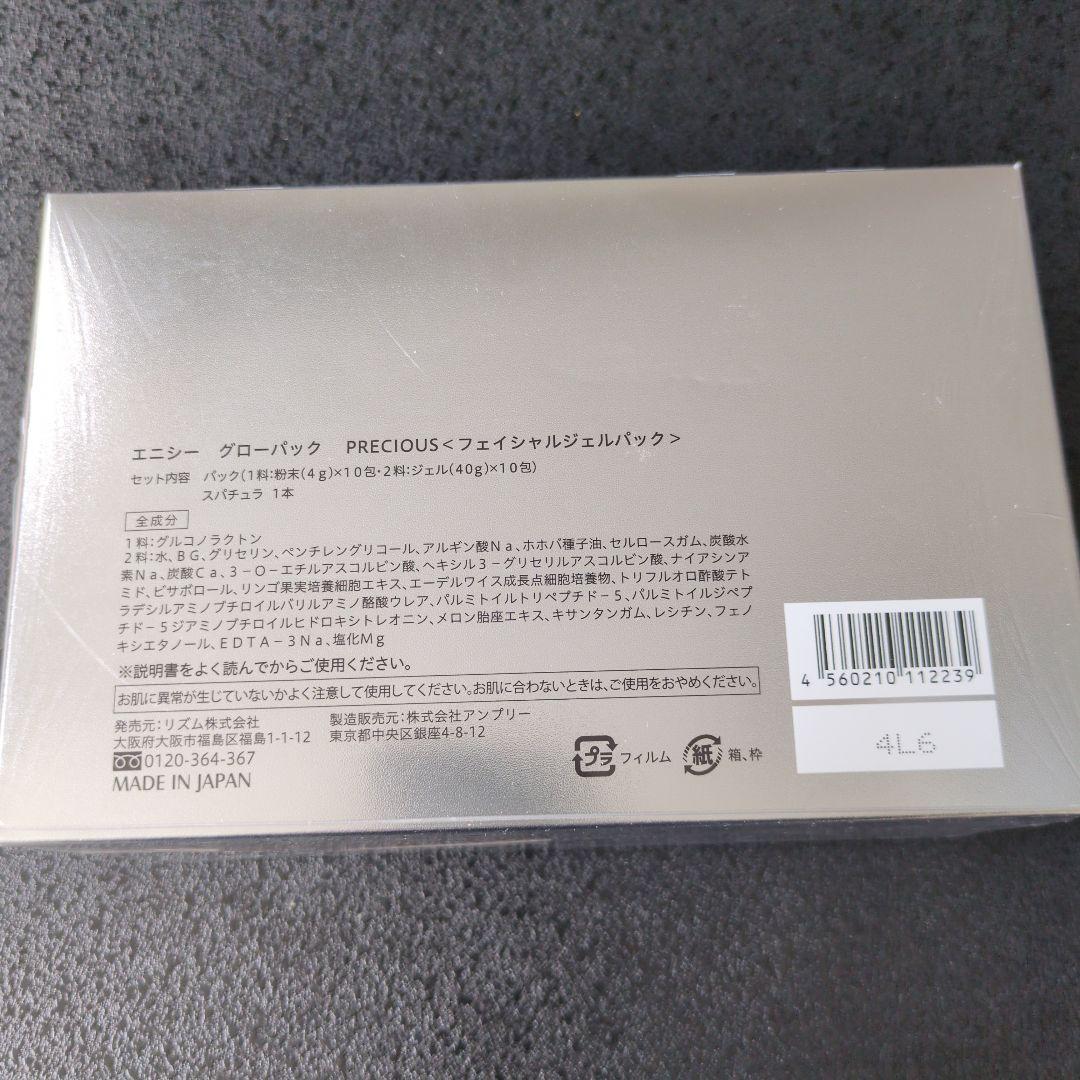 エニシー　グローパック　PRECIOUS＜フェイシャルジェルパック＞
セット内容　パック(1料:粉末(4g)×10包・2料:ジェル(40g)×10包)
スパチュラ 1本
全成分
1料:グルコノラクトン
2料:水、BG、グリセリン、ペンチレングリコール、アルギン酸Na、ホホバ種子油、セルロースガム、炭酸水
素Na、炭酸Ca、3－O－エチルアスコルビン酸、ヘキシル3－グリセリルアスコルビン酸、ナイアシンア
ミド、ビサボロール、リンゴ果実培養細胞エキス、エーデルワイス成長点細胞培養物、トリフルオロ酢酸テト
ラデシルアミノブチロイルバリルアミノ酪酸ウレア、パルミトイルトリペプチド－5、パルミトイルジペプ
チド－5ジアミノブチロイルヒドロキシトレオニン、メロン胎座エキス、キサンタンガム、レシチン、フェノ
キシエタノール、EDTA－3Na、塩化Mg
※説明書をよく読んでからご使用ください。
お肌に異常が生じていないかよく注意して使用してください。お肌に合わないときは、ご使用をおやめください。
発売元:リズム株式会社
大阪府大阪市福島区福島1-1-12
0120-364-367
MADE IN JAPAN
製造販売元:株式会社アンプリー
東京都中央区銀座4-8-12
プラ フィルム
紙 箱、枠
4 560210 112239
4L6